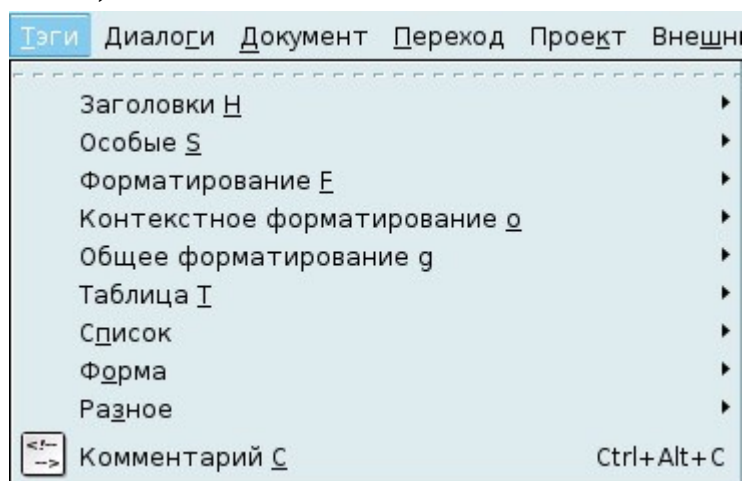 Тэги Диалоги Документ Переход Проект Внешн
Заголовки H
Особые S
Форматирование F
Контекстное форматирование o
Общее форматирование g
Таблица T
Список
Форма
Разное
<!--
-->
Комментарий C Ctrl+Alt+C